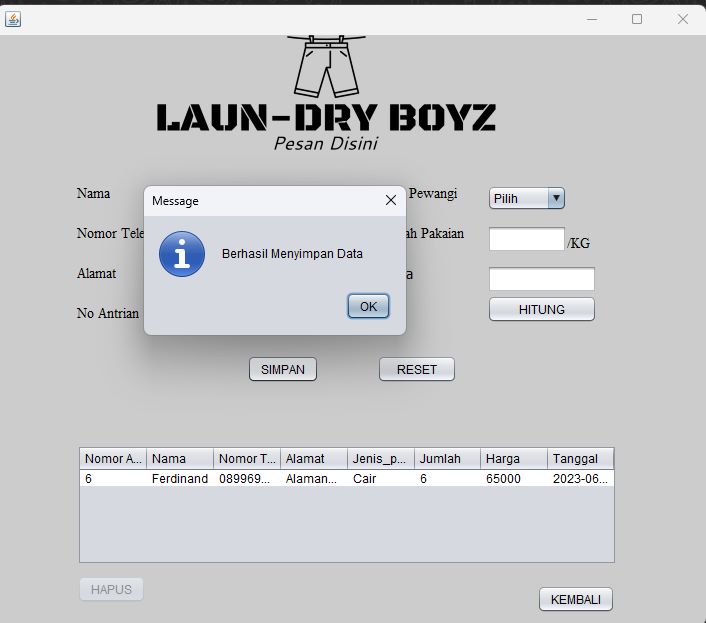 LAUN-DRY BOYZ
Pesan Disini
Nama
Pewangi
Pilih
Message
Nomor Tele
Pakaian
/KG
Berhasil Menyimpan Data
Alamat
No Antrian
OK
HITUNG
SIMPAN
RESET
Nomor A... Nama Nomor T... Alamat Jenis_p... Jumlah Harga Tanggal
6 Ferdinand 089969... Alaman... Cair 6 65000 2023-06...
HAPUS
KEMBALI